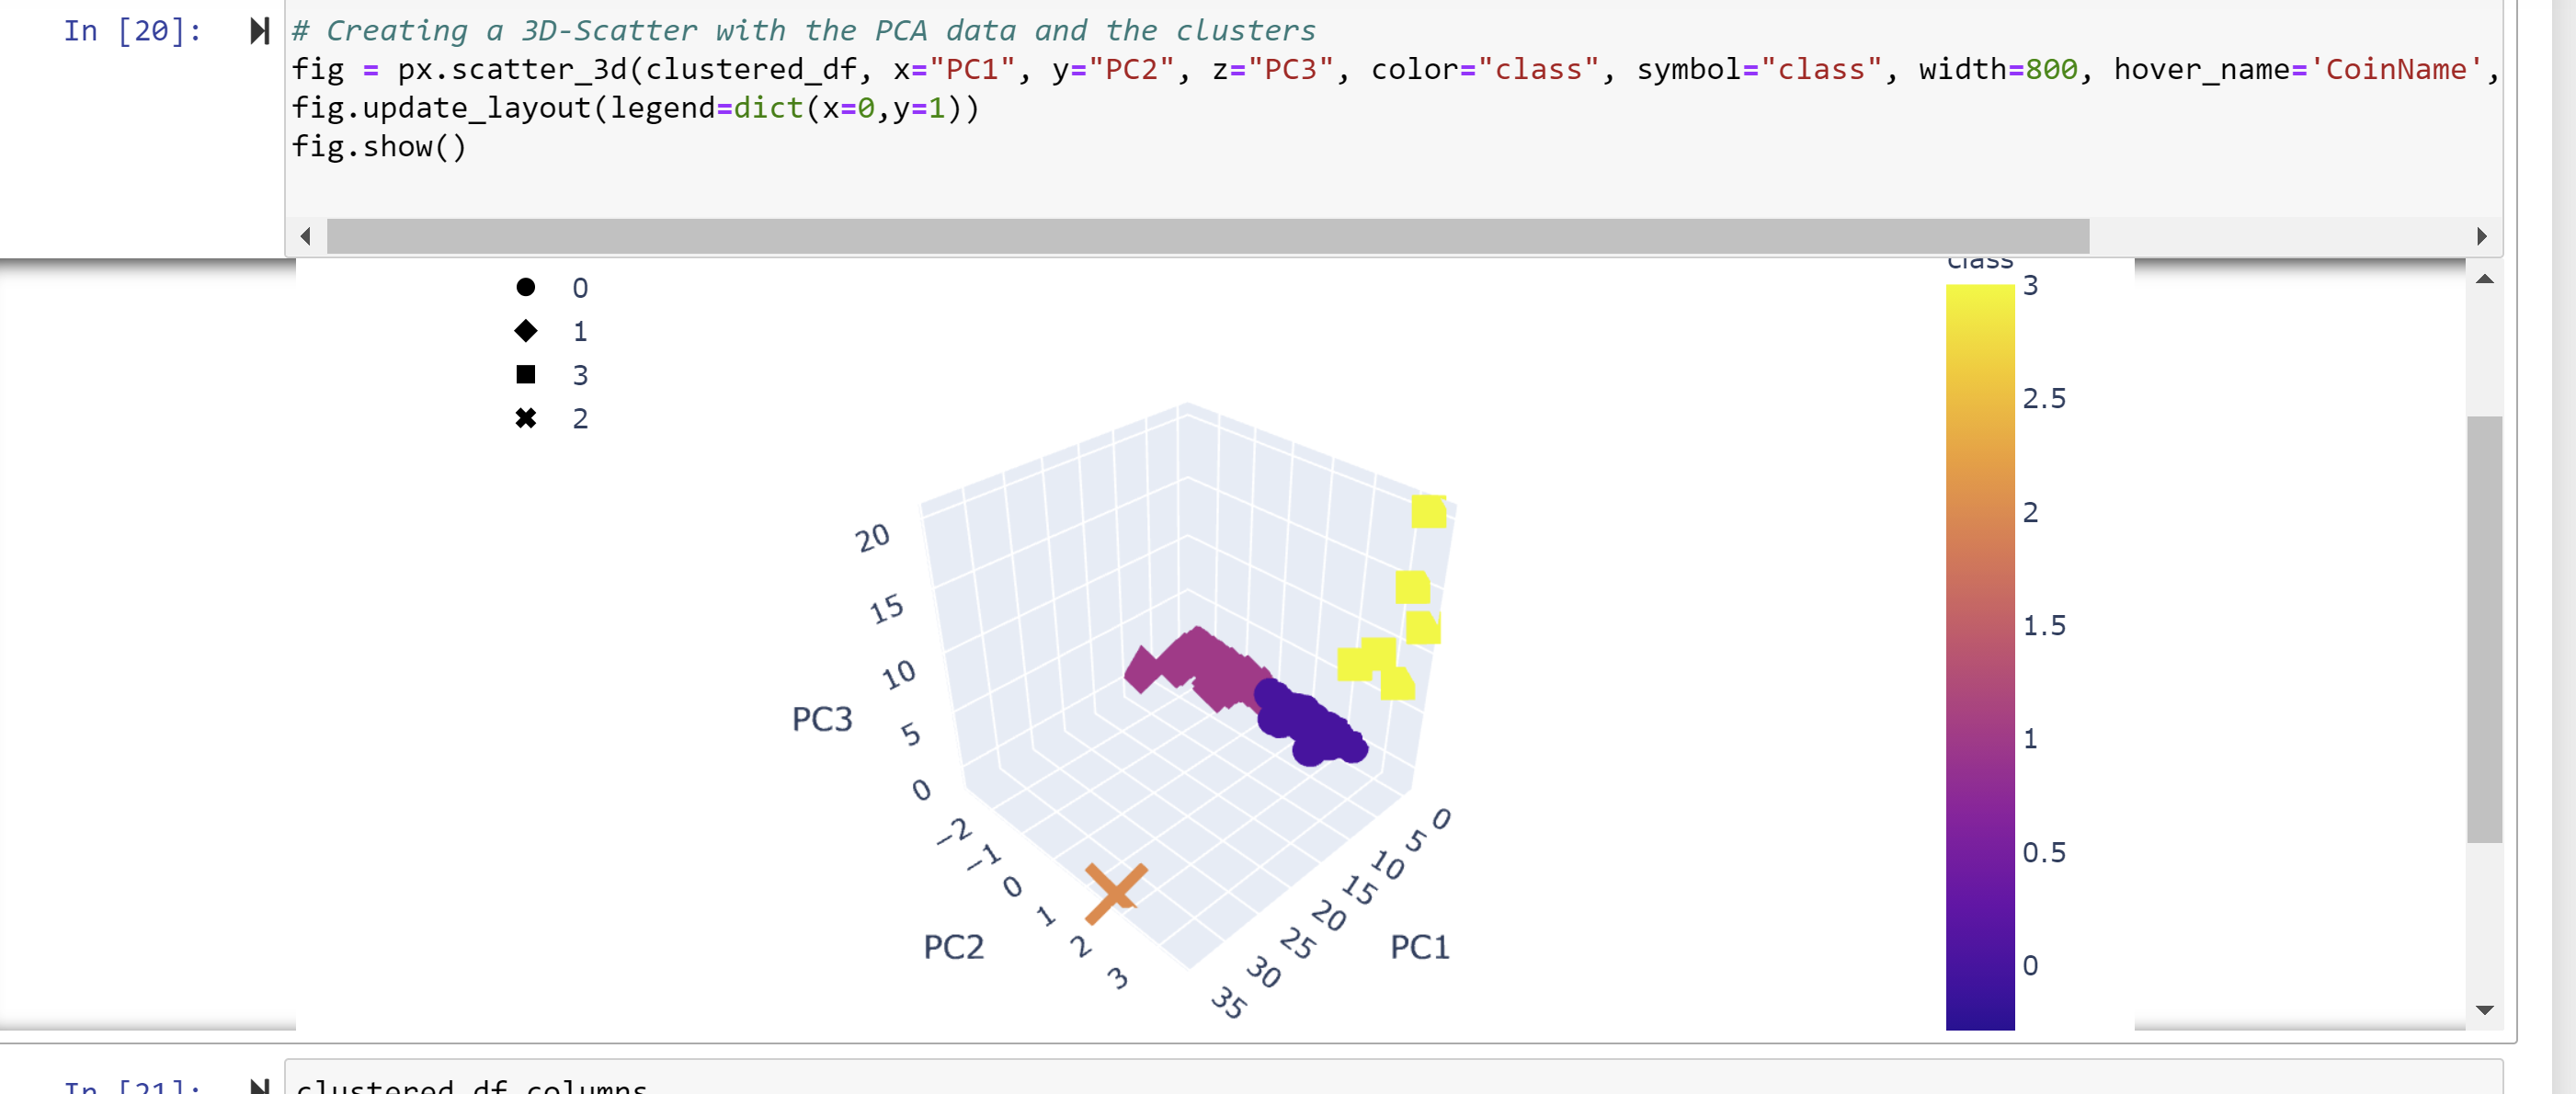 In [20]:
# Creating a 3D-Scatter with the PCA data and the clusters
fig = px.scatter_3d(clustered_df, x="PC1", y="PC2", z="PC3", color="class", symbol="class", width=800, hover_name='CoinName',
fig.update_layout(legend=dict(x=0,y=1))
fig.show()
class
0
1
3
2
3
2.5
2
1.5
1
0.5
0
20
15
10
5
0
PC3
−2
−1
0
1
2
3
PC2
0
5
10
15
20
25
30
35
PC1
In [21]:
clustered_df.columns